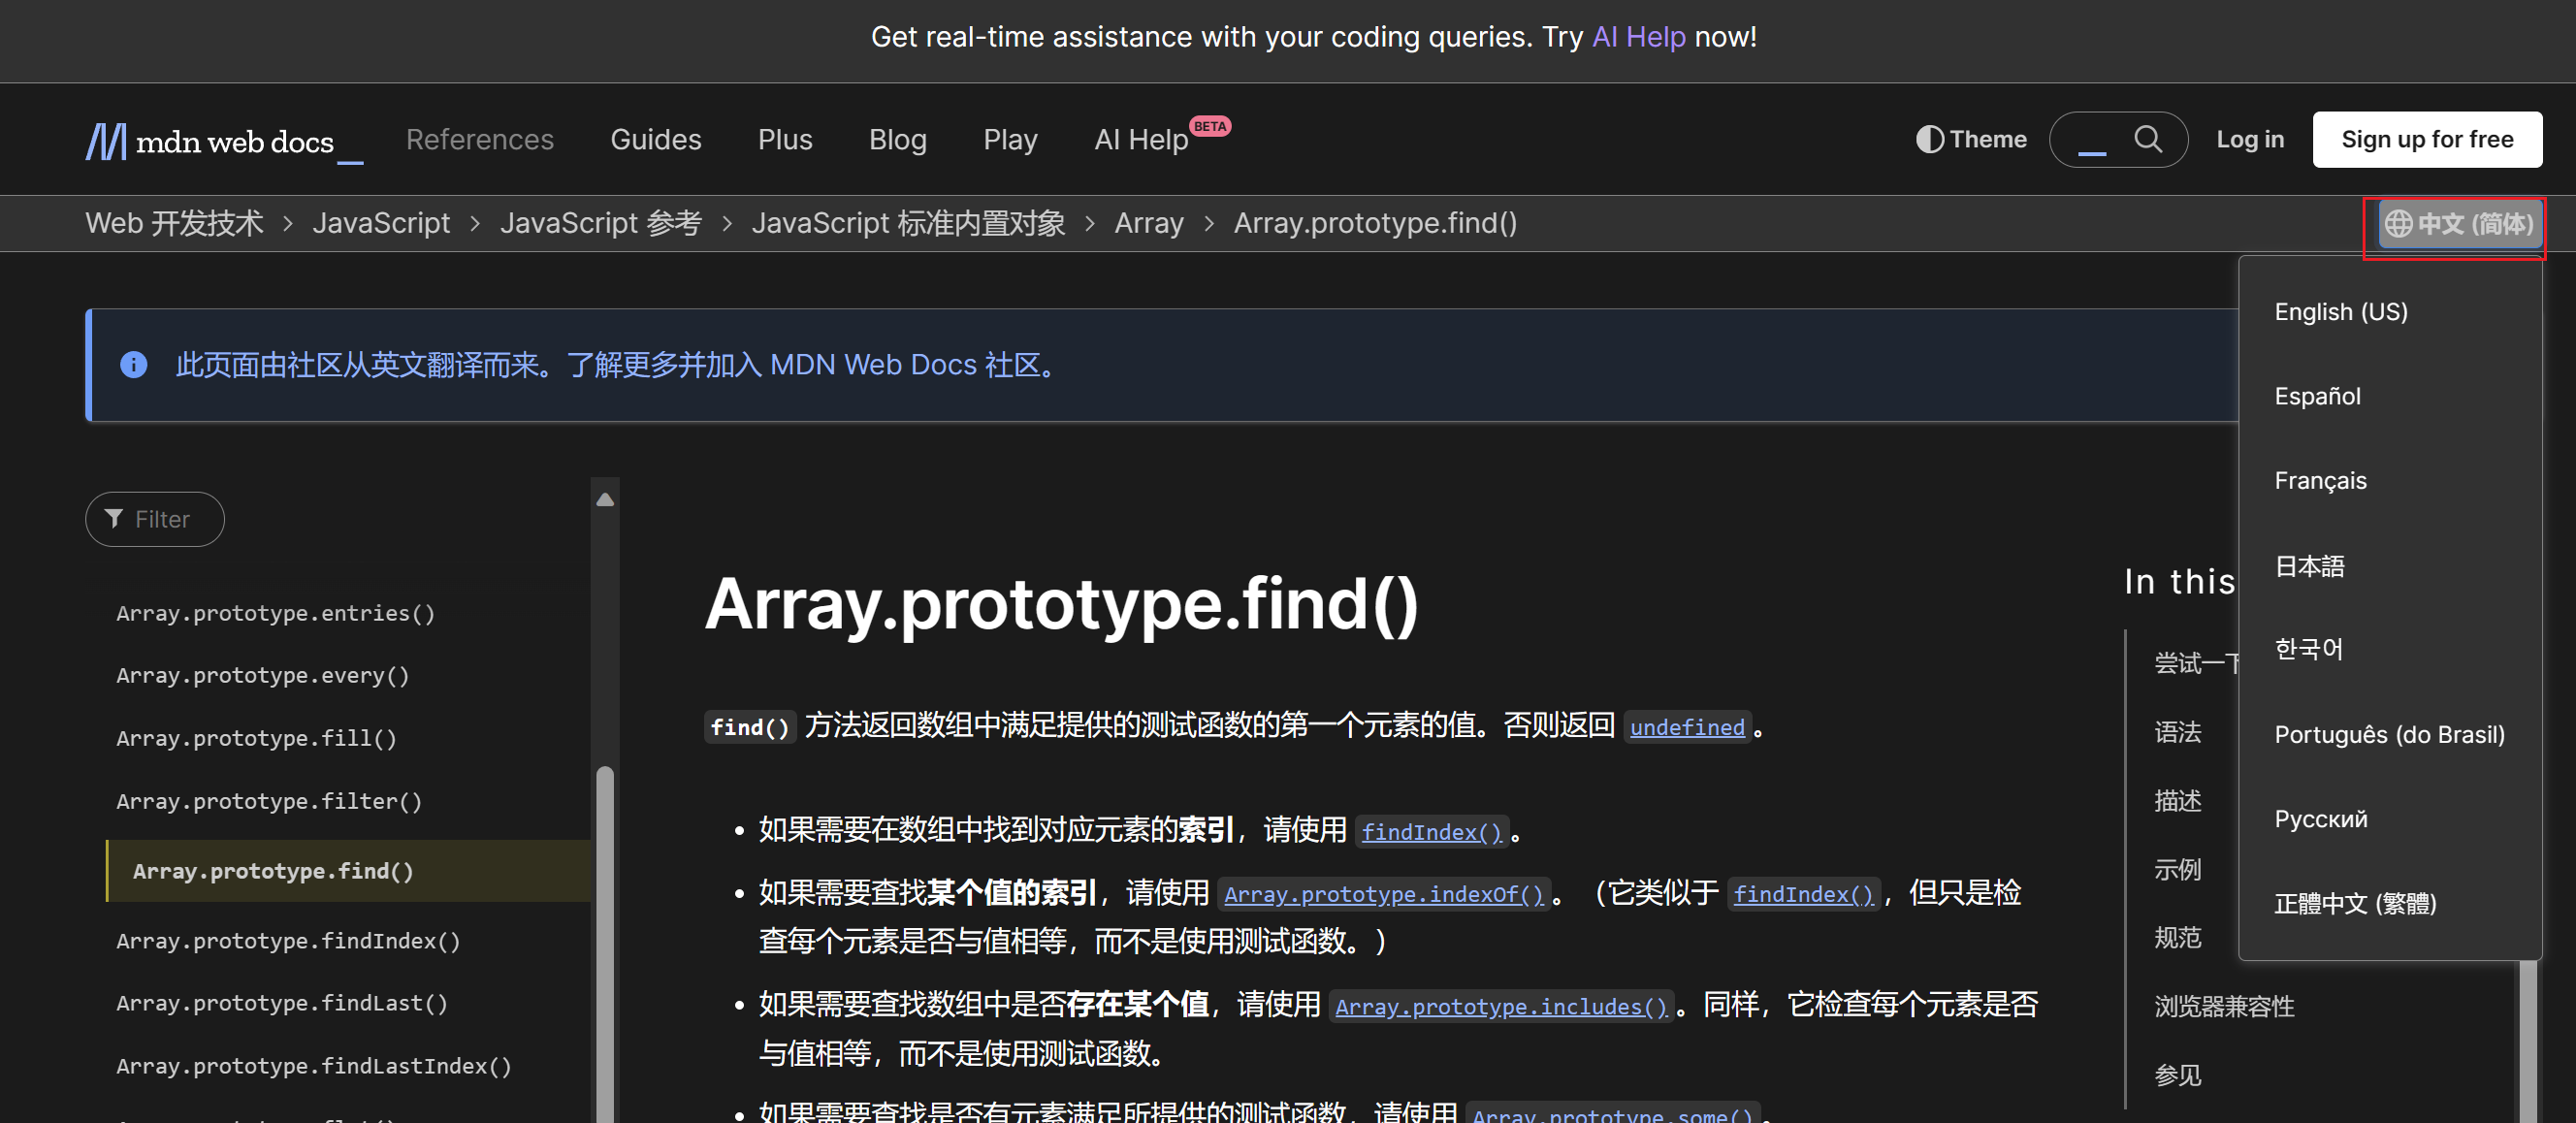 Get real-time assistance with your coding queries. Try AI Help now!
mdn web docs_
References Guides Plus Blog Play AI Help BETA
Theme Log in Sign up for free
Web 开发技术 > JavaScript > JavaScript 参考 > JavaScript 标准内置对象 > Array > Array.prototype.find()
中文 (简体)
English (US)
Español
Français
日本語
한국어
Português (do Brasil)
Русский
正體中文 (繁體)
此页面由社区从英文翻译而来。了解更多并加入 MDN Web Docs 社区。
Filter
Array.prototype.entries()
Array.prototype.every()
Array.prototype.fill()
Array.prototype.filter()
Array.prototype.find()
Array.prototype.findIndex()
Array.prototype.findLast()
Array.prototype.findLastIndex()
Array.prototype.find()
find() 方法返回数组中满足提供的测试函数的第一个元素的值。否则返回 undefined。
• 如果需要在数组中找到对应元素的索引，请使用 findIndex()。
• 如果需要查找某个值的索引，请使用 Array.prototype.indexOf()。（它类似于 findIndex()，但只是检
查每个元素是否与值相等，而不是使用测试函数。）
• 如果需要查找数组中是否存在某个值，请使用 Array.prototype.includes()。同样，它检查每个元素是否
与值相等，而不是使用测试函数。
• 如果需要查找是否有元素满足所提供的测试函数，请使用 Array.prototype.some()。
In this
尝试一下
语法
描述
示例
规范
浏览器兼容性
参见